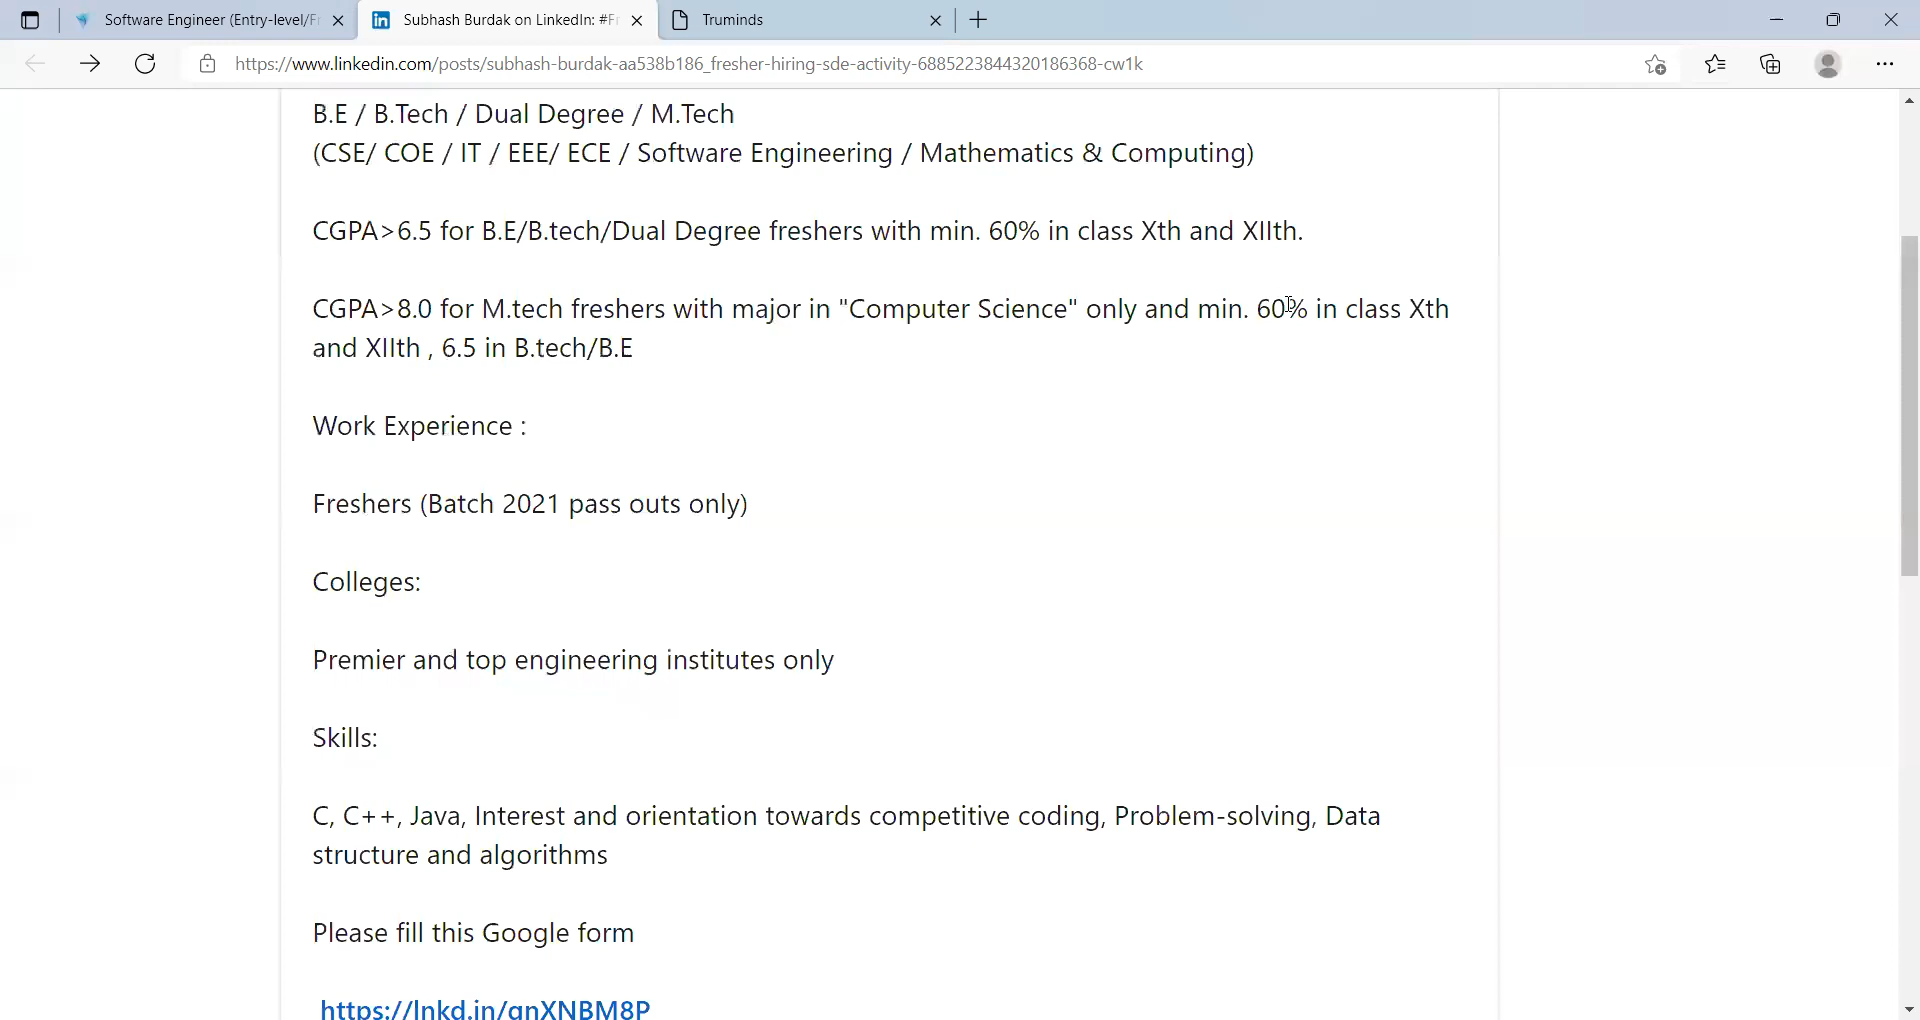 Software Engineer (Entry-level/Fr
Subhash Burdak on LinkedIn: #Fr
Truminds
https://www.linkedin.com/posts/subhash-burdak-aa538b186_fresher-hiring-sde-activity-6885223844320186368-cw1k
B.E / B.Tech / Dual Degree / M.Tech
(CSE/ COE / IT / EEE/ ECE / Software Engineering / Mathematics & Computing)
CGPA>6.5 for B.E/B.tech/Dual Degree freshers with min. 60% in class Xth and XIIth.
CGPA>8.0 for M.tech freshers with major in "Computer Science" only and min. 60% in class Xth
and XIIth , 6.5 in B.tech/B.E
Work Experience :
Freshers (Batch 2021 pass outs only)
Colleges:
Premier and top engineering institutes only
Skills:
C, C++, Java, Interest and orientation towards competitive coding, Problem-solving, Data
structure and algorithms
Please fill this Google form
https://lnkd.in/gnXNBM8P